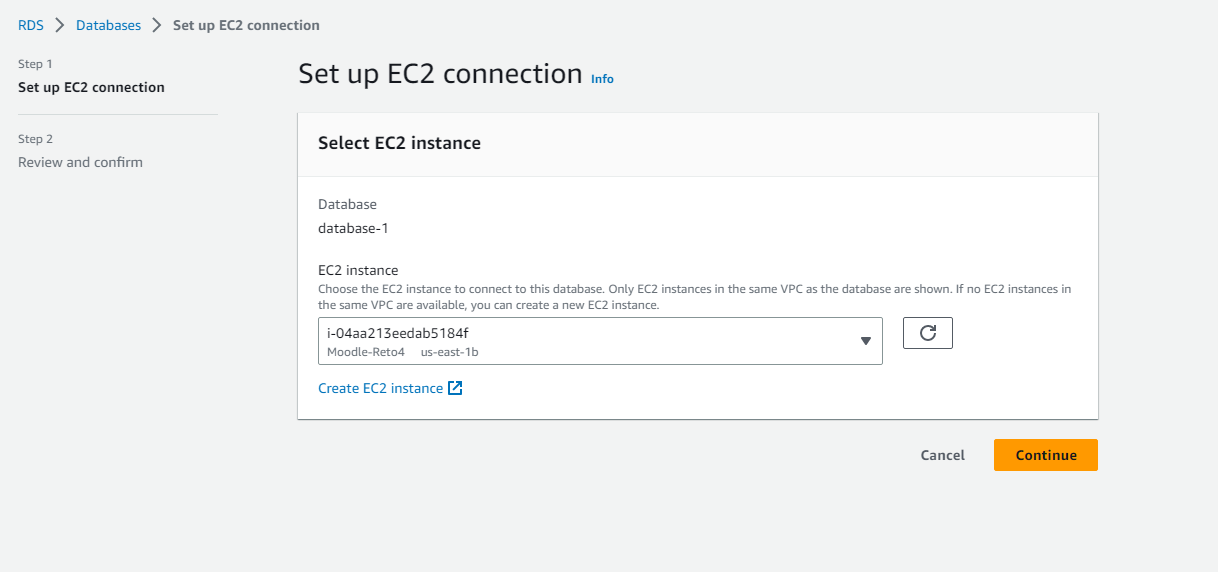 RDS > Databases > Set up EC2 connection
Step 1
Set up EC2 connection
Step 2
Review and confirm
Set up EC2 connection Info
Select EC2 instance
Database
database-1
EC2 instance
Choose the EC2 instance to connect to this database. Only EC2 instances in the same VPC as the database are shown. If no EC2 instances in
the same VPC are available, you can create a new EC2 instance.
i-04aa213eedab5184f
Moodle-Reto4 us-east-1b
Create EC2 instance
Cancel Continue